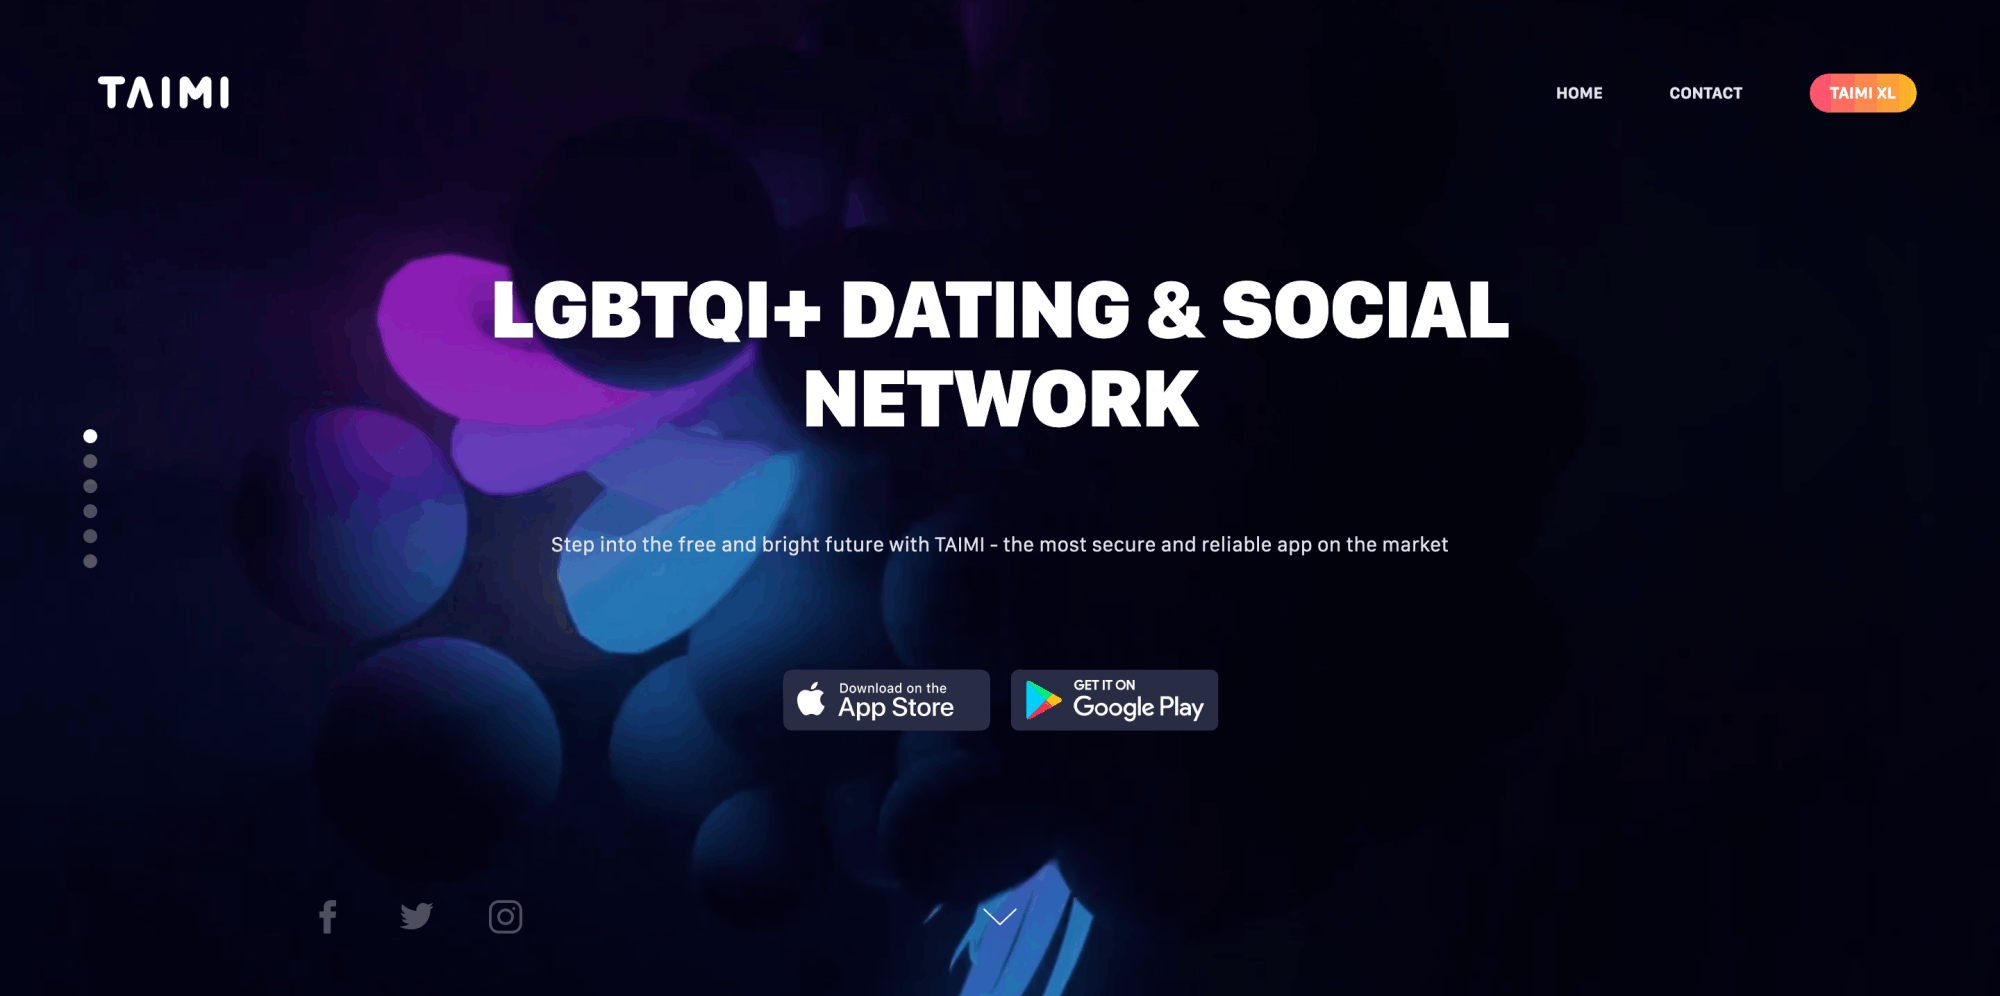 TAIMI
HOME
CONTACT
TAIMI XL
LGBTQI+ DATING & SOCIAL
NETWORK
Step into the free and bright future with TAIMI - the most secure and reliable app on the market
Download on the
App Store
GET IT ON
Google Play